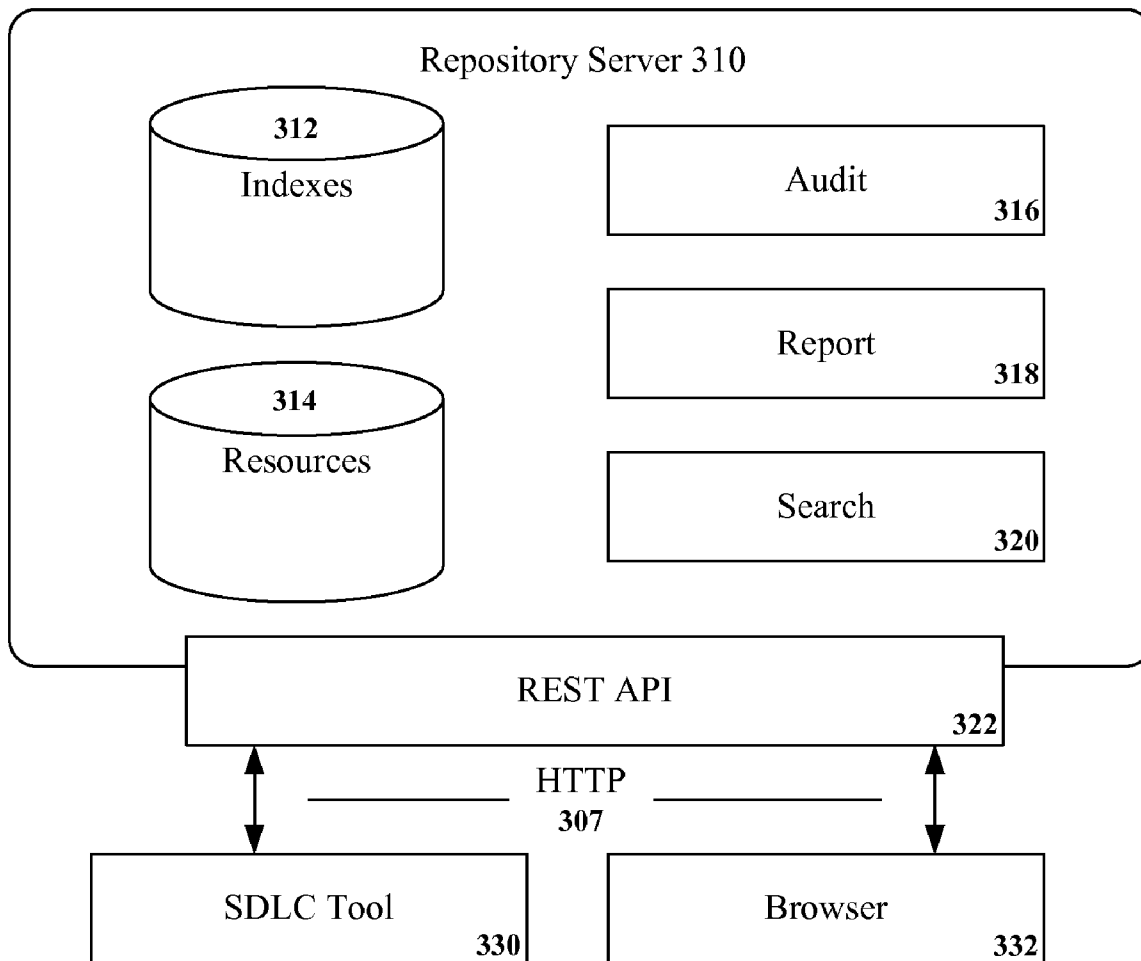 Repository Server 310
312
Indexes
Audit
316
Report
318
314
Resources
Search
320
REST API
322
HTTP
307
SDLC Tool
330
Browser
332